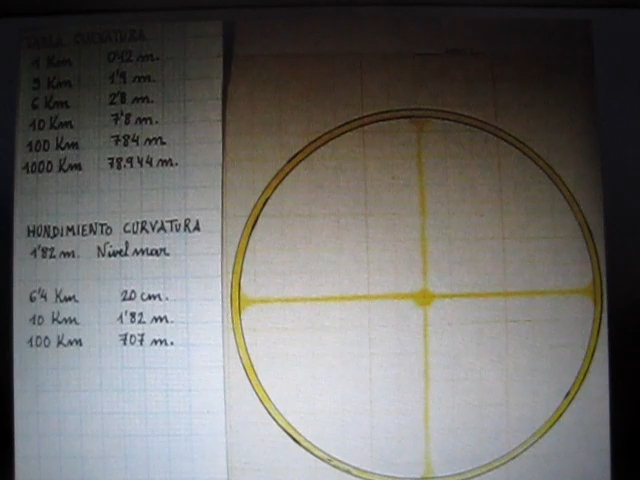 TABLA CURVATURA
1 Km 0'12 m.
5 Km 1'9 m.
6 Km 2'8 m.
10 Km 7'8 m.
100 Km 784 m
1000 Km 78.944 m.
HUNDIMIENTO CURVATURA
1'82 m. Nivel mar
6'4 Km 20 cm.
10 Km 1'82 m.
100 Km 707 m.